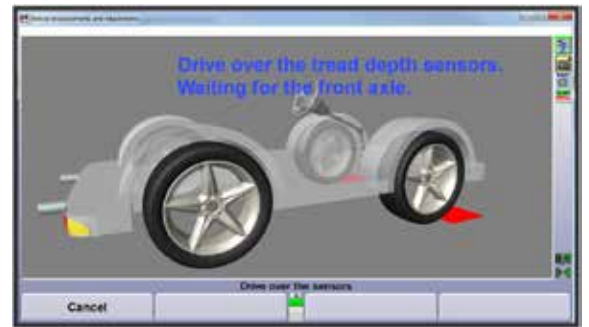 Drive over the tread depth sensors.
Waiting for the front axle.
Drive over the sensors
Cancel